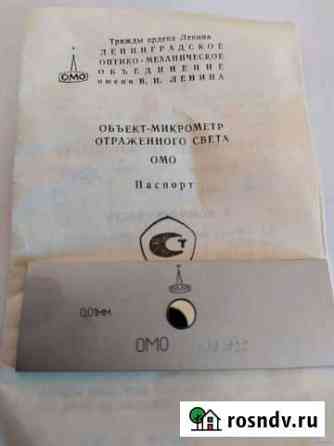 Трижды ордена Ленина
ЛЕНИНГРАДСКОЕ
ОПТИКО-МЕХАНИЧЕСКОЕ
ОБЪЕДИНЕНИЕ
имени В. И. ЛЕНИНА
ЛОМО
ОБЪЕКТ-МИКРОМЕТР
ОТРАЖЕННОГО СВЕТА
ОМО
Паспорт
0,01мм
ОМО
rosndv.ru